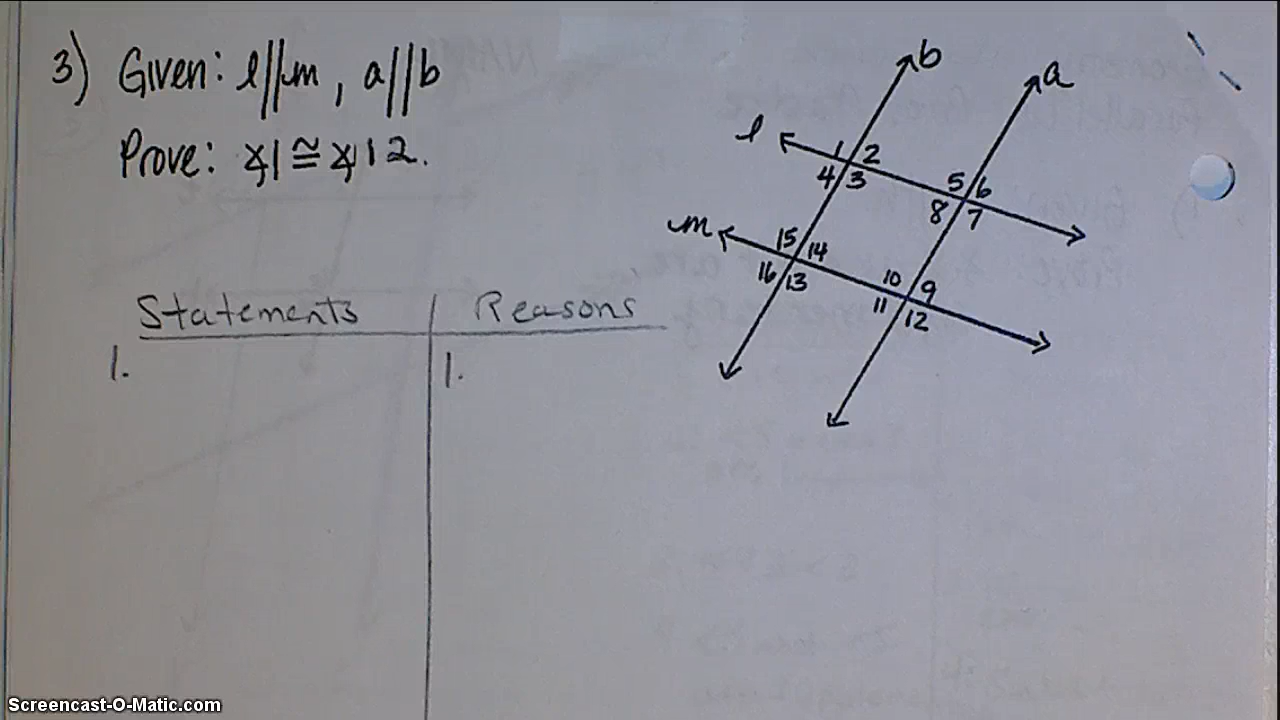 3) Given: l//m, a//b
Prove: ∡1 ≅ ∡12.
b
a
l
1 2
4 3
5 6
8 7
m
15 14
16 13
10 9
11 12
Statements Reasons
1. 1.
Screencast-O-Matic.com